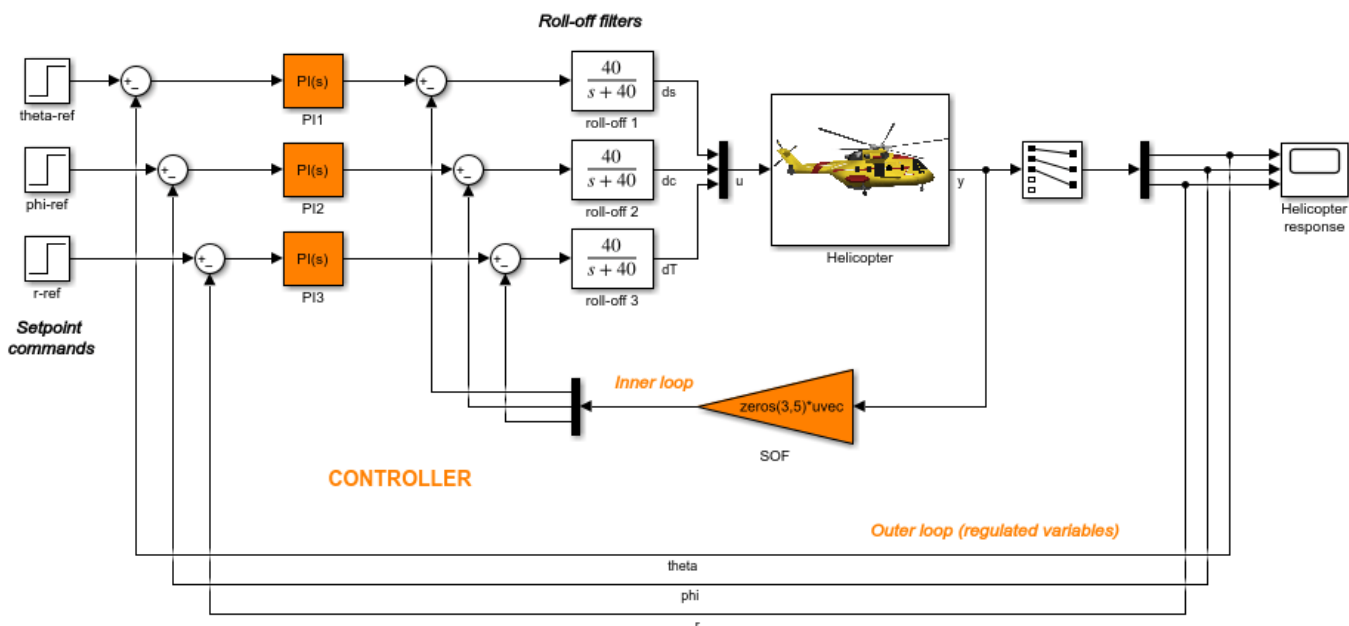 Roll-off filters
theta-ref
+
−
PI(s)
PI1
+
−
40
s + 40
roll-off 1
ds
phi-ref
+
−
PI(s)
PI2
+
−
40
s + 40
roll-off 2
dc
u
Helicopter
y
Helicopter
response
r-ref
+
−
PI(s)
PI3
+
−
40
s + 40
roll-off 3
dT
Setpoint
commands
Inner loop
zeros(3,5)*uvec
SOF
CONTROLLER
Outer loop (regulated variables)
theta
phi
r